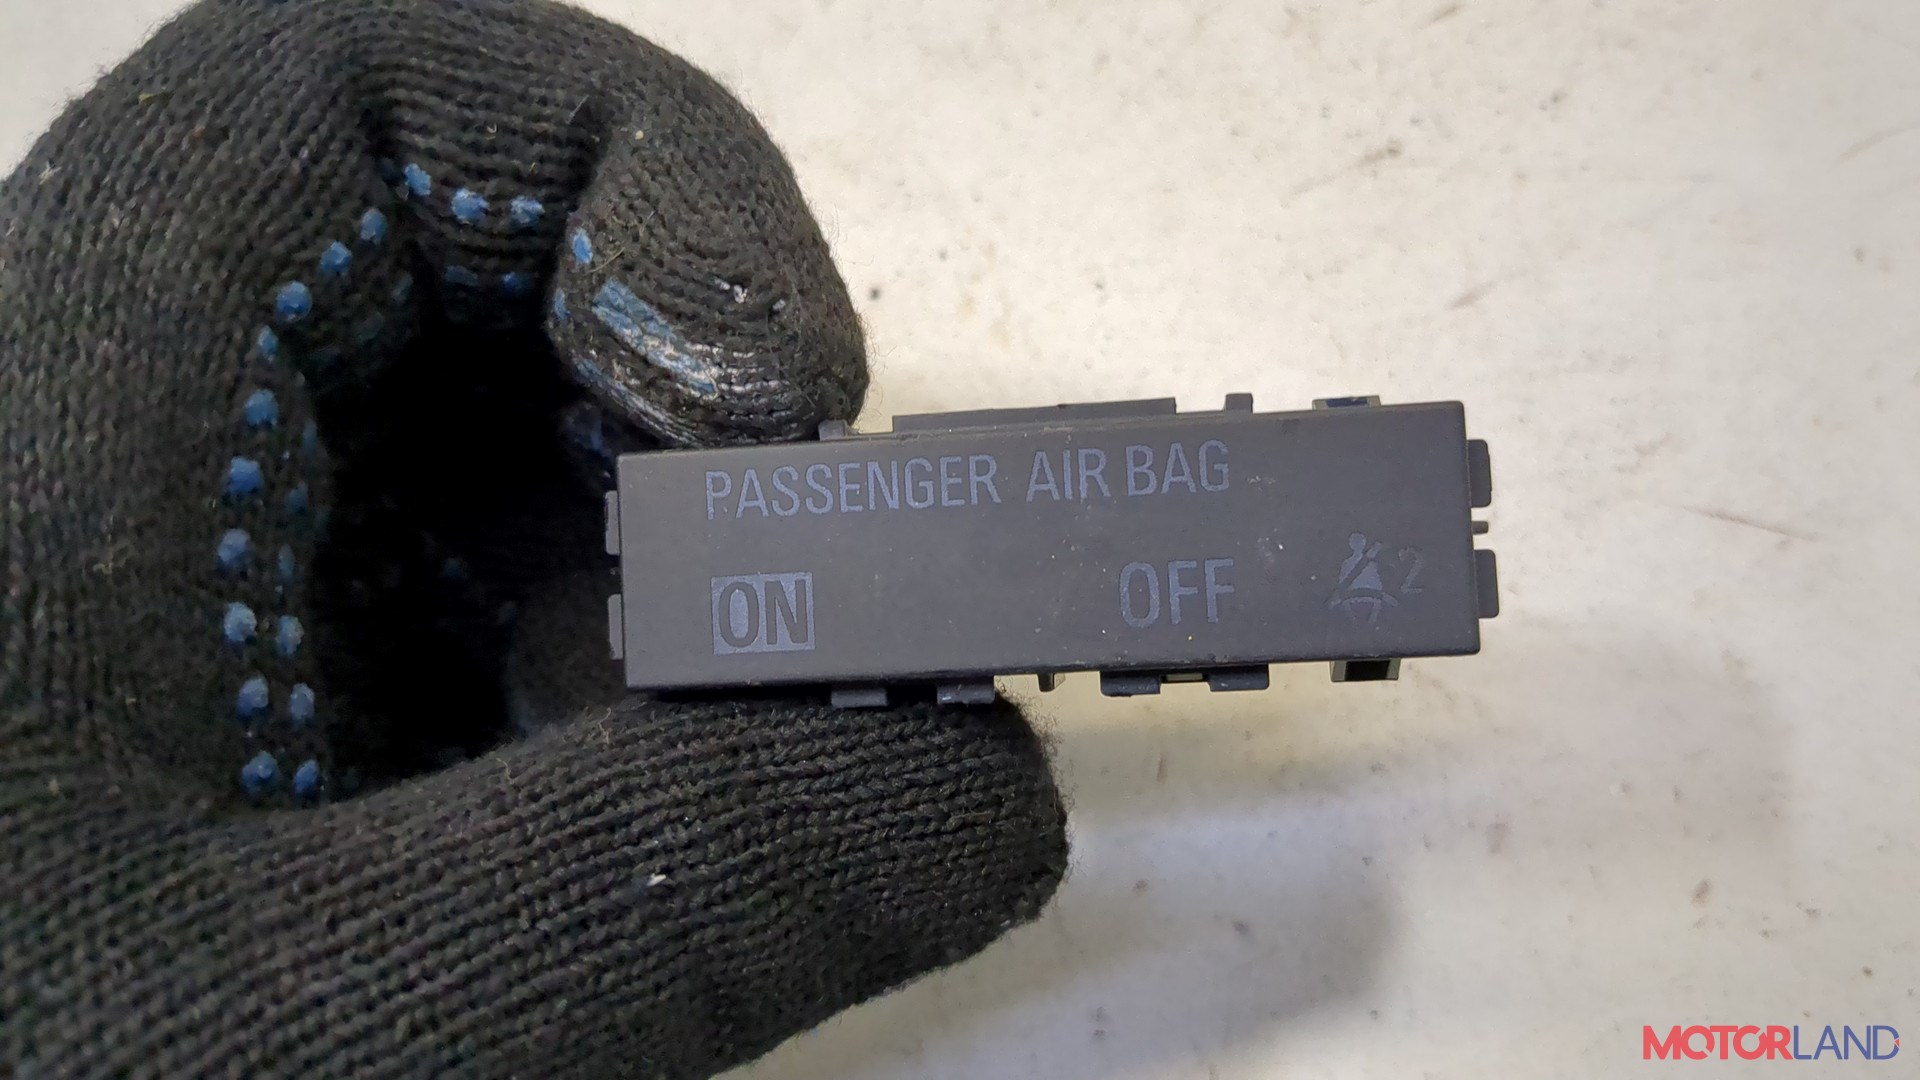 PASSENGER AIR BAG
ON OFF 2
MOTORLAND